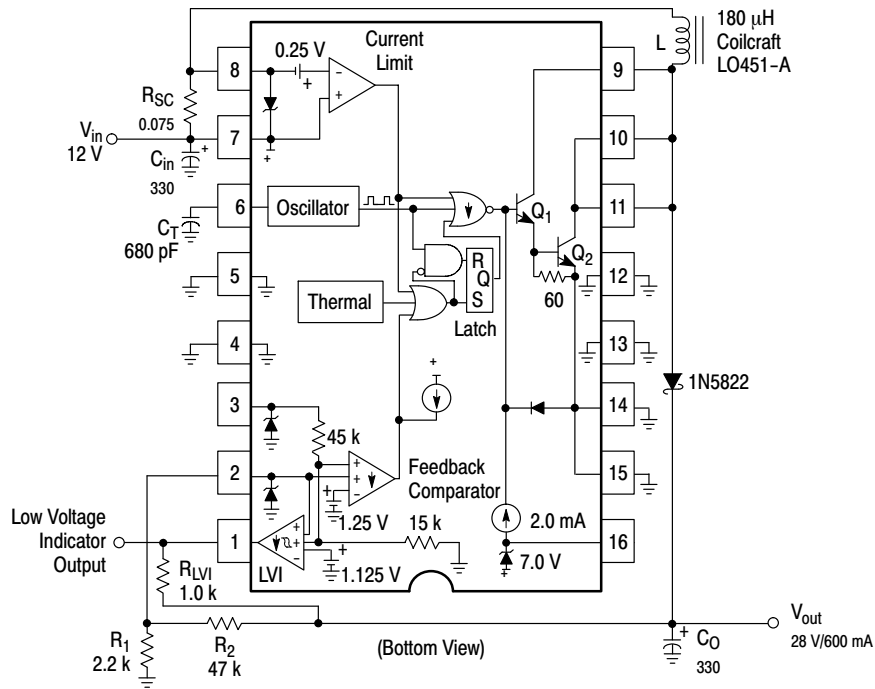 180 μH
Coilcraft
LO451-A
L
Current
Limit
0.25 V
-
+
+
8
9
RSC
0.075
Vin
12 V
7
+
10
Cin
330
+
6
Oscillator
11
CT
680 pF
Q1
Q2
60
5
12
R
Q
S
Latch
Thermal
4
13
+
1N5822
3
14
45 k
2
+
+
-
Feedback
Comparator
15
+
1.25 V
15 k
2.0 mA
Low Voltage
Indicator
Output
1
+
+
-
LVI
+
1.125 V
7.0 V
+
16
RLVI
1.0 k
R1
2.2 k
R2
47 k
(Bottom View)
+
CO
330
Vout
28 V/600 mA